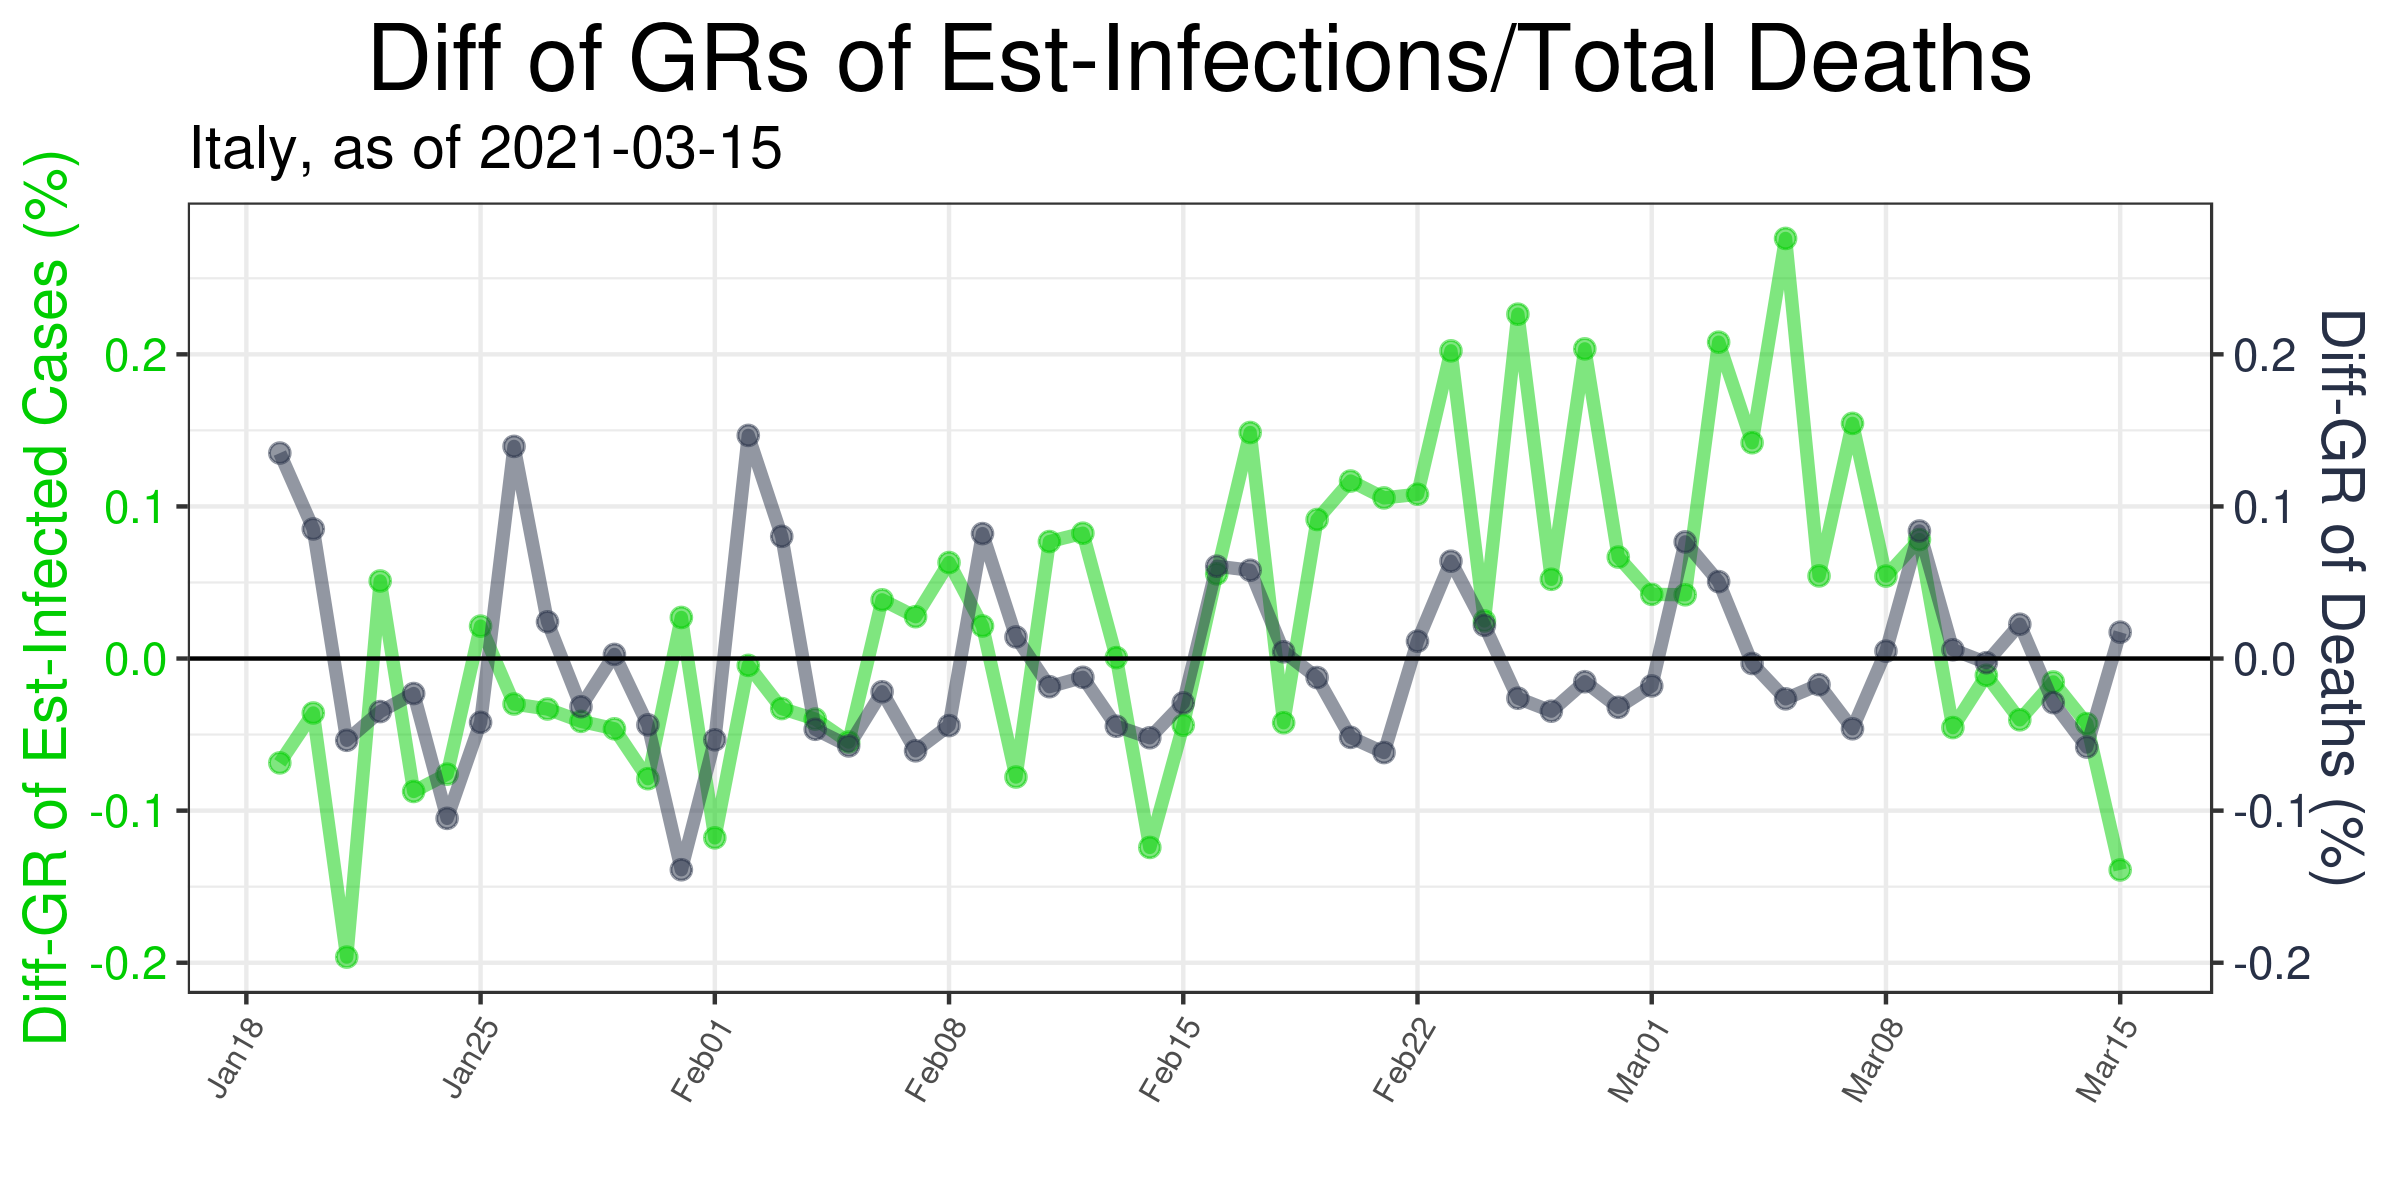 Diff of GRs of Est-Infections/Total Deaths
Italy, as of 2021-03-15
Diff-GR of Est-Infected Cases (%)
0.2
0.1
0.0
-0.1
-0.2
Diff-GR of Deaths (%)
0.2
0.1
0.0
-0.1
-0.2
Jan18
Jan25
Feb01
Feb08
Feb15
Feb22
Mar01
Mar08
Mar15